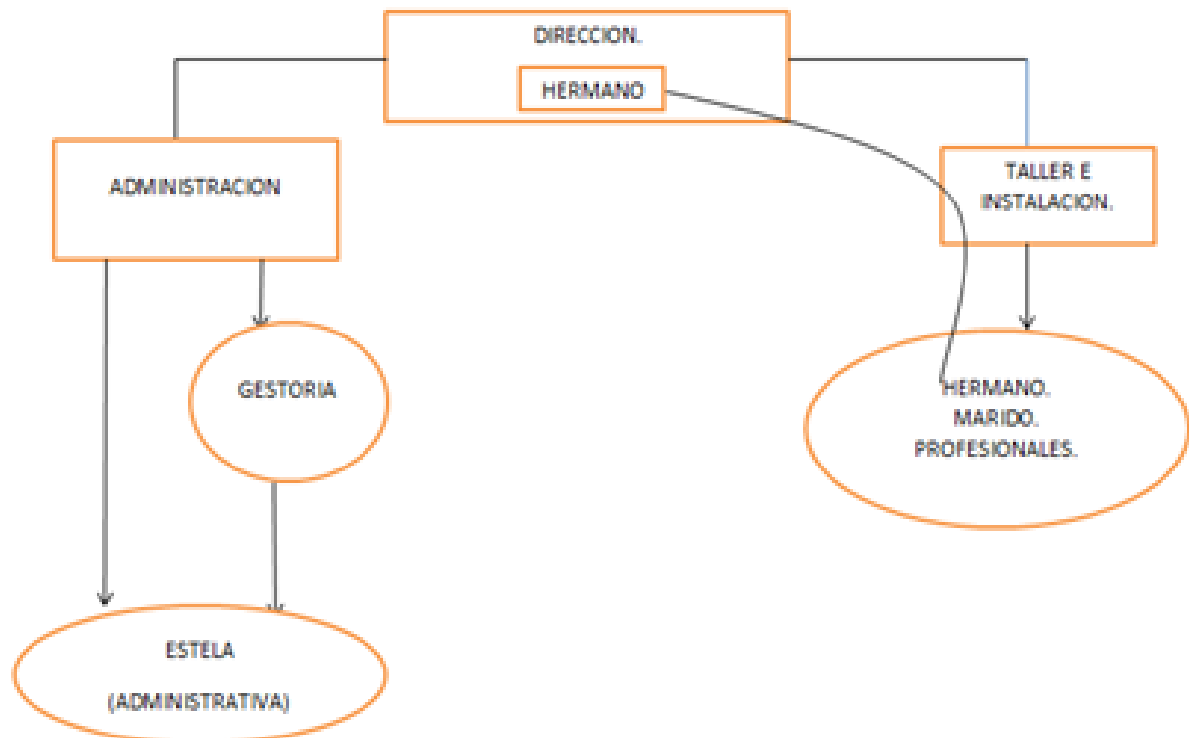 DIRECCION.
HERMANO
ADMINISTRACION
TALLER E
INSTALACION.
GESTORIA
HERMANO.
MARIDO.
PROFESIONALES.
ESTELA
(ADMINISTRATIVA)